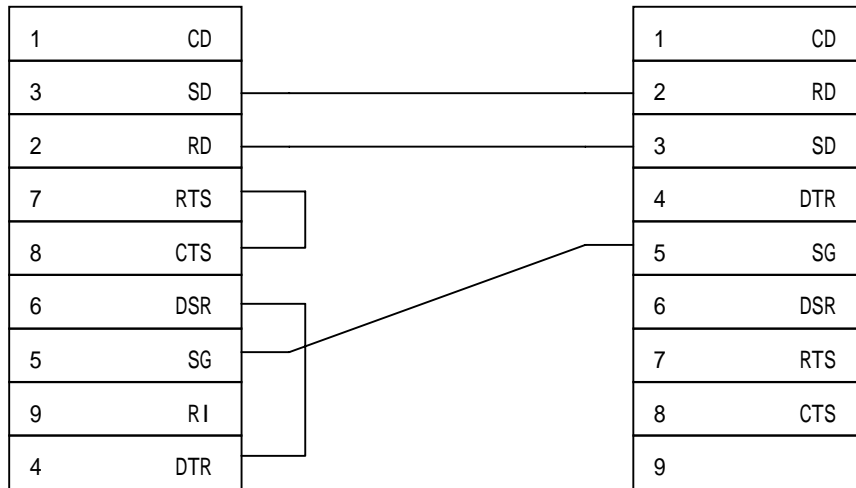 1 CD 1 CD
3 SD 2 RD
2 RD 3 SD
7 RTS 4 DTR
8 CTS 5 SG
6 DSR 6 DSR
5 SG 7 RTS
9 RI 8 CTS
4 DTR 9